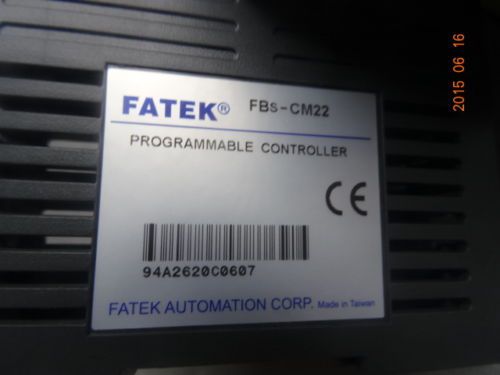 FATEK® FBs-CM22
PROGRAMMABLE CONTROLLER
CE
94A2620C0607
FATEK AUTOMATION CORP. Made in Taiwan
2015 06 16